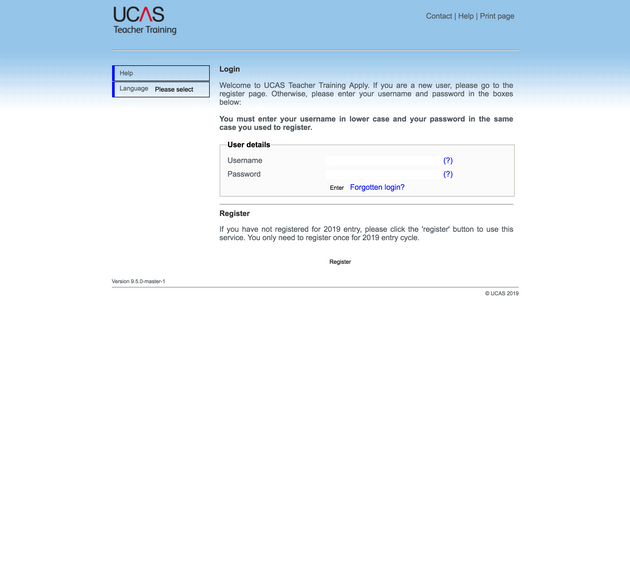 UCAS
Teacher Training
Contact | Help | Print page
Help
Language Please select
Login
Welcome to UCAS Teacher Training Apply. If you are a new user, please go to the
register page. Otherwise, please enter your username and password in the boxes
below:
You must enter your username in lower case and your password in the same
case you used to register.
User details
Username (?)
Password (?)
Enter Forgotten login?
Register
If you have not registered for 2019 entry, please click the 'register' button to use this
service. You only need to register once for 2019 entry cycle.
Register
Version 9.5.0-master-1
© UCAS 2019